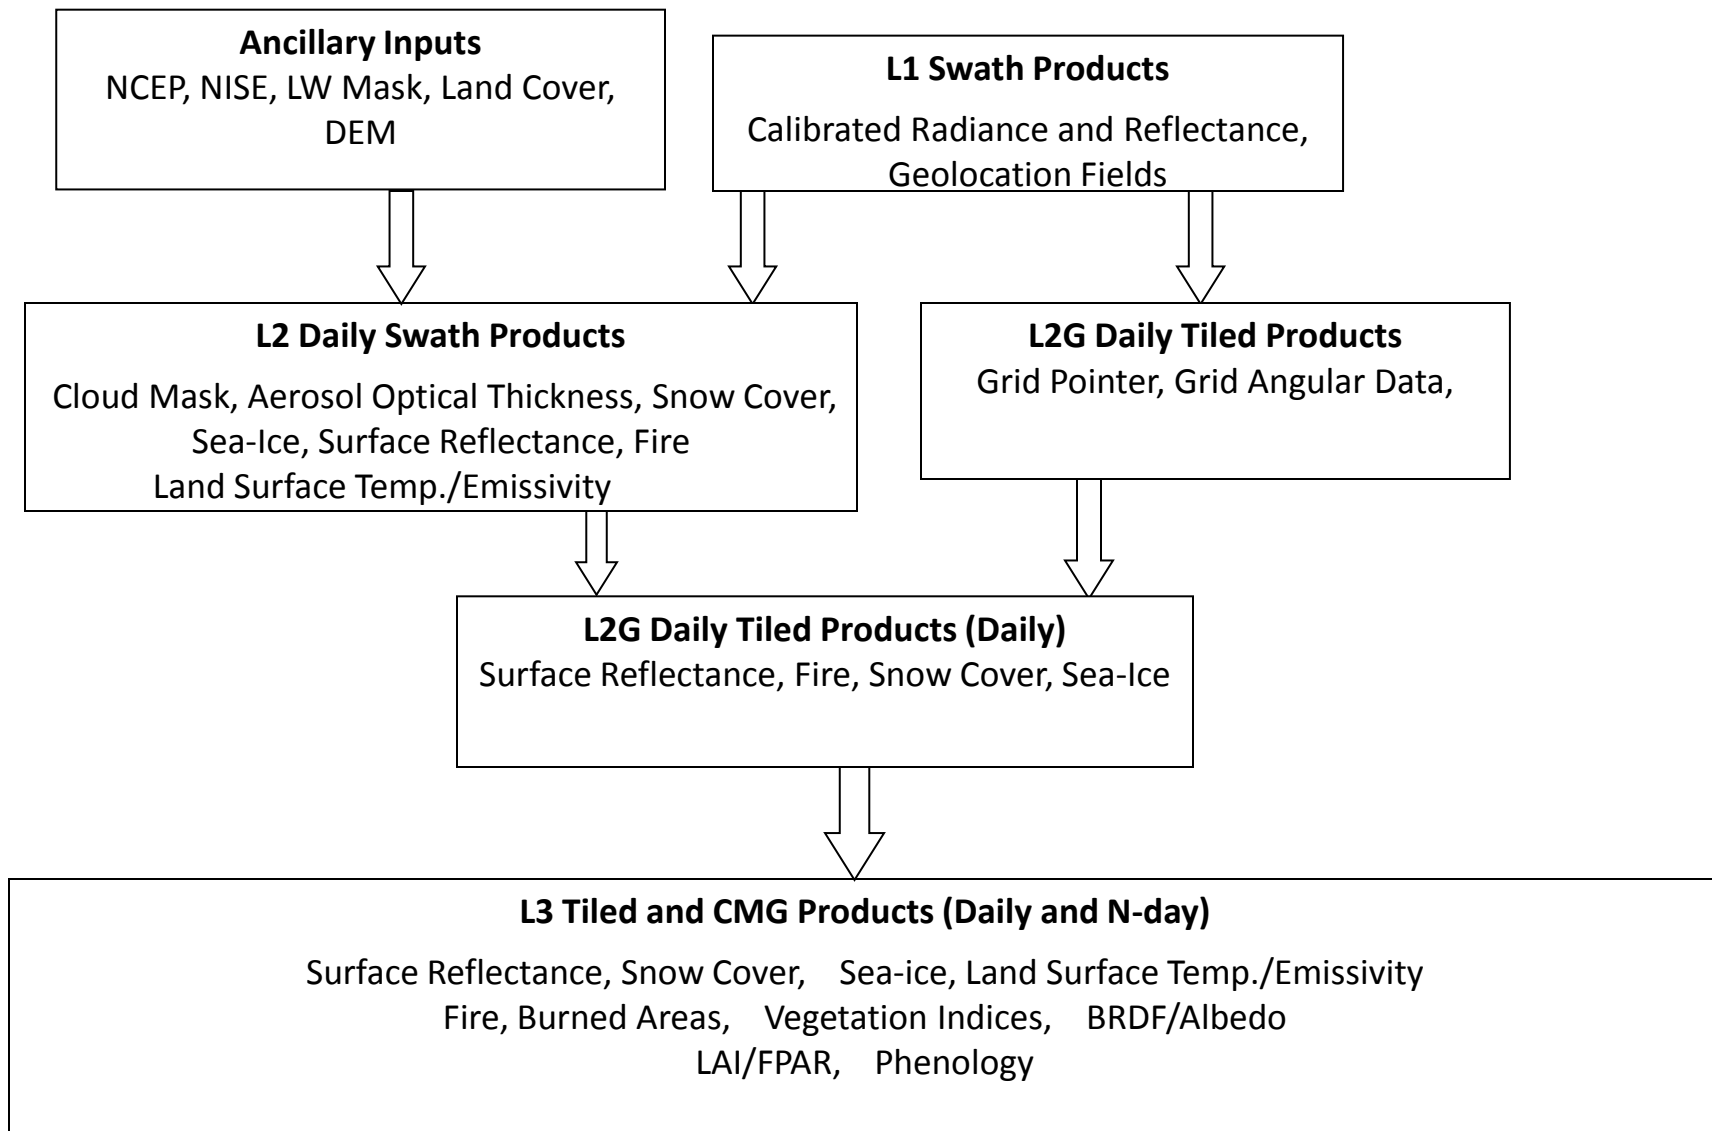 Ancillary Inputs
NCEP, NISE, LW Mask, Land Cover,
DEM
L1 Swath Products
Calibrated Radiance and Reflectance,
Geolocation Fields
L2 Daily Swath Products
Cloud Mask, Aerosol Optical Thickness, Snow Cover,
Sea-Ice, Surface Reflectance, Fire
Land Surface Temp./Emissivity
L2G Daily Tiled Products
Grid Pointer, Grid Angular Data,
L2G Daily Tiled Products (Daily)
Surface Reflectance, Fire, Snow Cover, Sea-Ice
L3 Tiled and CMG Products (Daily and N-day)
Surface Reflectance, Snow Cover, Sea-ice, Land Surface Temp./Emissivity
Fire, Burned Areas, Vegetation Indices, BRDF/Albedo
LAI/FPAR, Phenology